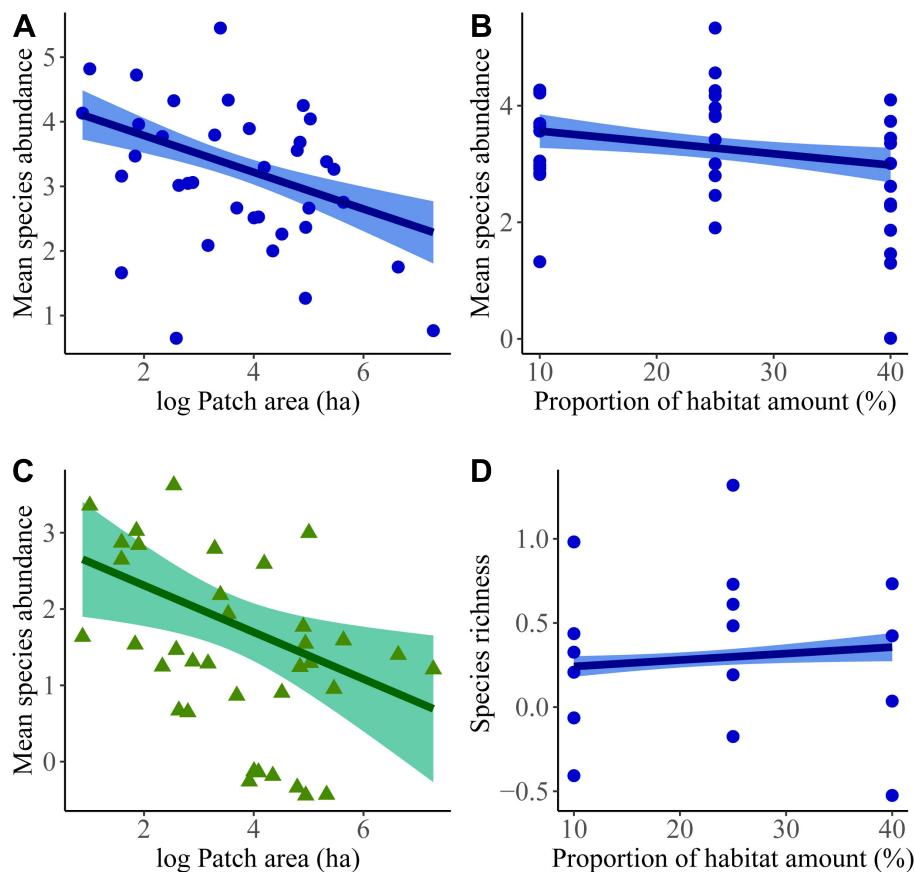 A
Mean species abundance
5
4
3
2
1
2 4 6
log Patch area (ha)
B
Mean species abundance
4
2
0
10 20 30 40
Proportion of habitat amount (%)
C
Mean species abundance
3
2
1
0
2 4 6
log Patch area (ha)
D
Species richness
1.0
0.5
0.0
−0.5
10 20 30 40
Proportion of habitat amount (%)